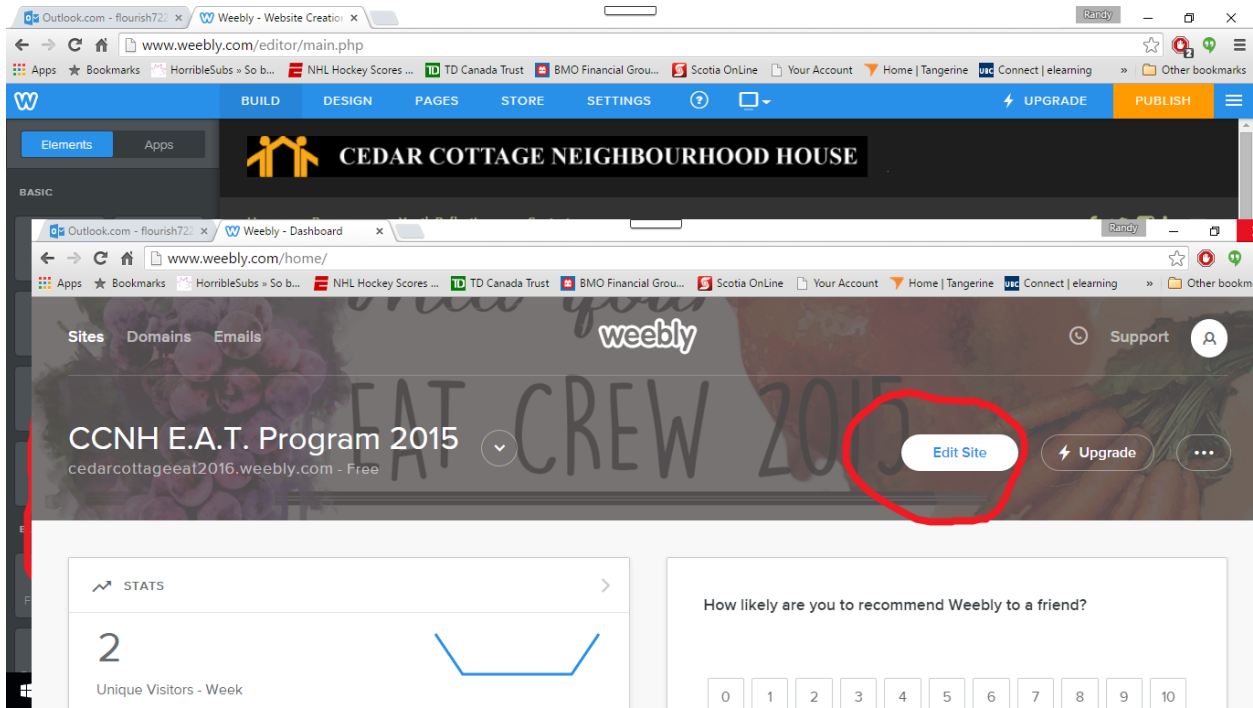 Outlook.com - flourish722 × Weebly - Website Creation × Randy
www.weebly.com/editor/main.php 2
Apps Bookmarks HorribleSubs » So b... NHL Hockey Scores ... TD Canada Trust BMO Financial Grou... Scotia OnLine Your Account Home | Tangerine UBC Connect | elearning » Other bookmarks
BUILD DESIGN PAGES STORE SETTINGS ? UPGRADE PUBLISH
Elements Apps
CEDAR COTTAGE NEIGHBOURHOOD HOUSE
BASIC
Outlook.com - flourish722 × Weebly - Dashboard × Randy
www.weebly.com/home/
Apps Bookmarks HorribleSubs » So b... NHL Hockey Scores ... TD Canada Trust BMO Financial Grou... Scotia OnLine Your Account Home | Tangerine UBC Connect | elearning » Other bookm
Sites Domains Emails weebly Support
EAT CREW 2015
CCNH E.A.T. Program 2015 Edit Site Upgrade ...
cedarcottageeat2016.weebly.com - Free
STATS
How likely are you to recommend Weebly to a friend?
2
Unique Visitors - Week
0 1 2 3 4 5 6 7 8 9 10